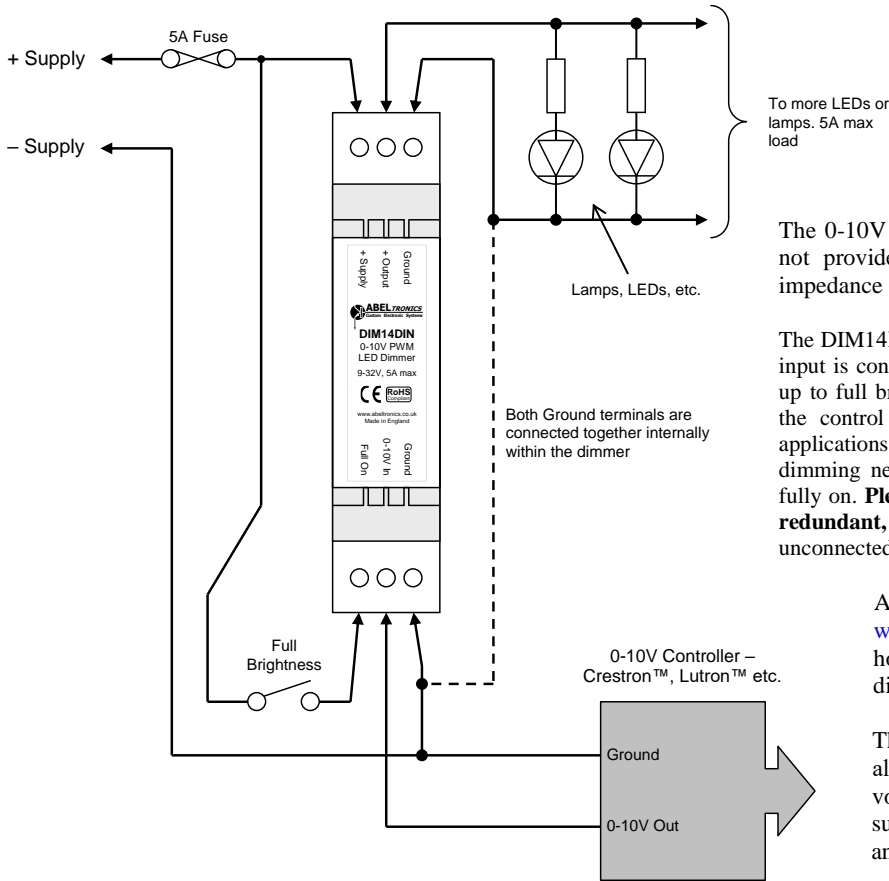 5A Fuse
+ Supply
– Supply
To more LEDs or
lamps. 5A max
load
Lamps, LEDs, etc.
+ Supply
+ Output
Ground
ABELTRONICS
Custom Electronic Systems
DIM14DIN
0-10V PWM
LED Dimmer
9-32V, 5A max
CE RoHS
Compliant
www.abeltronics.co.uk
Made in England
Full On
0-10V In
Ground
Both Ground terminals are
connected together internally
within the dimmer
Full
Brightness
0-10V Controller –
Crestron™, Lutron™ etc.
Ground
0-10V Out
The 0-10V
not provide
impedance
The DIM14
input is con
up to full br
the control
applications
dimming ne
fully on. Ple
redundant,
unconnected
A
w
ho
di
Th
al
vo
su
an